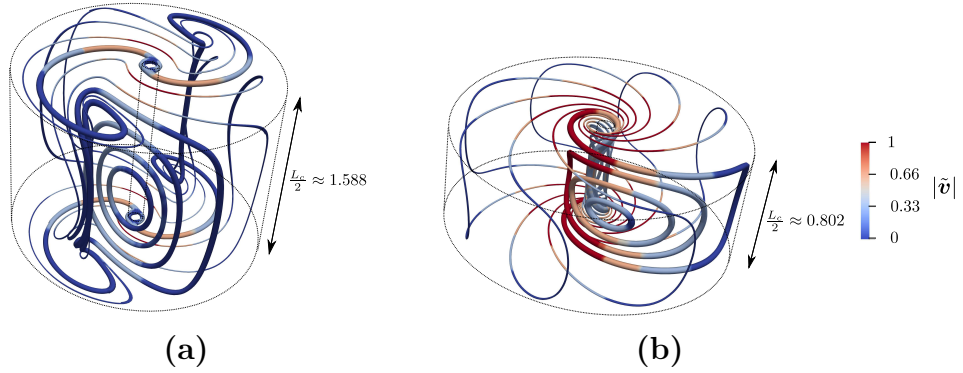 L_c/2 ≈ 1.588
L_c/2 ≈ 0.802
1
0.66
0.33
0
|ṽ|
(a)
(b)